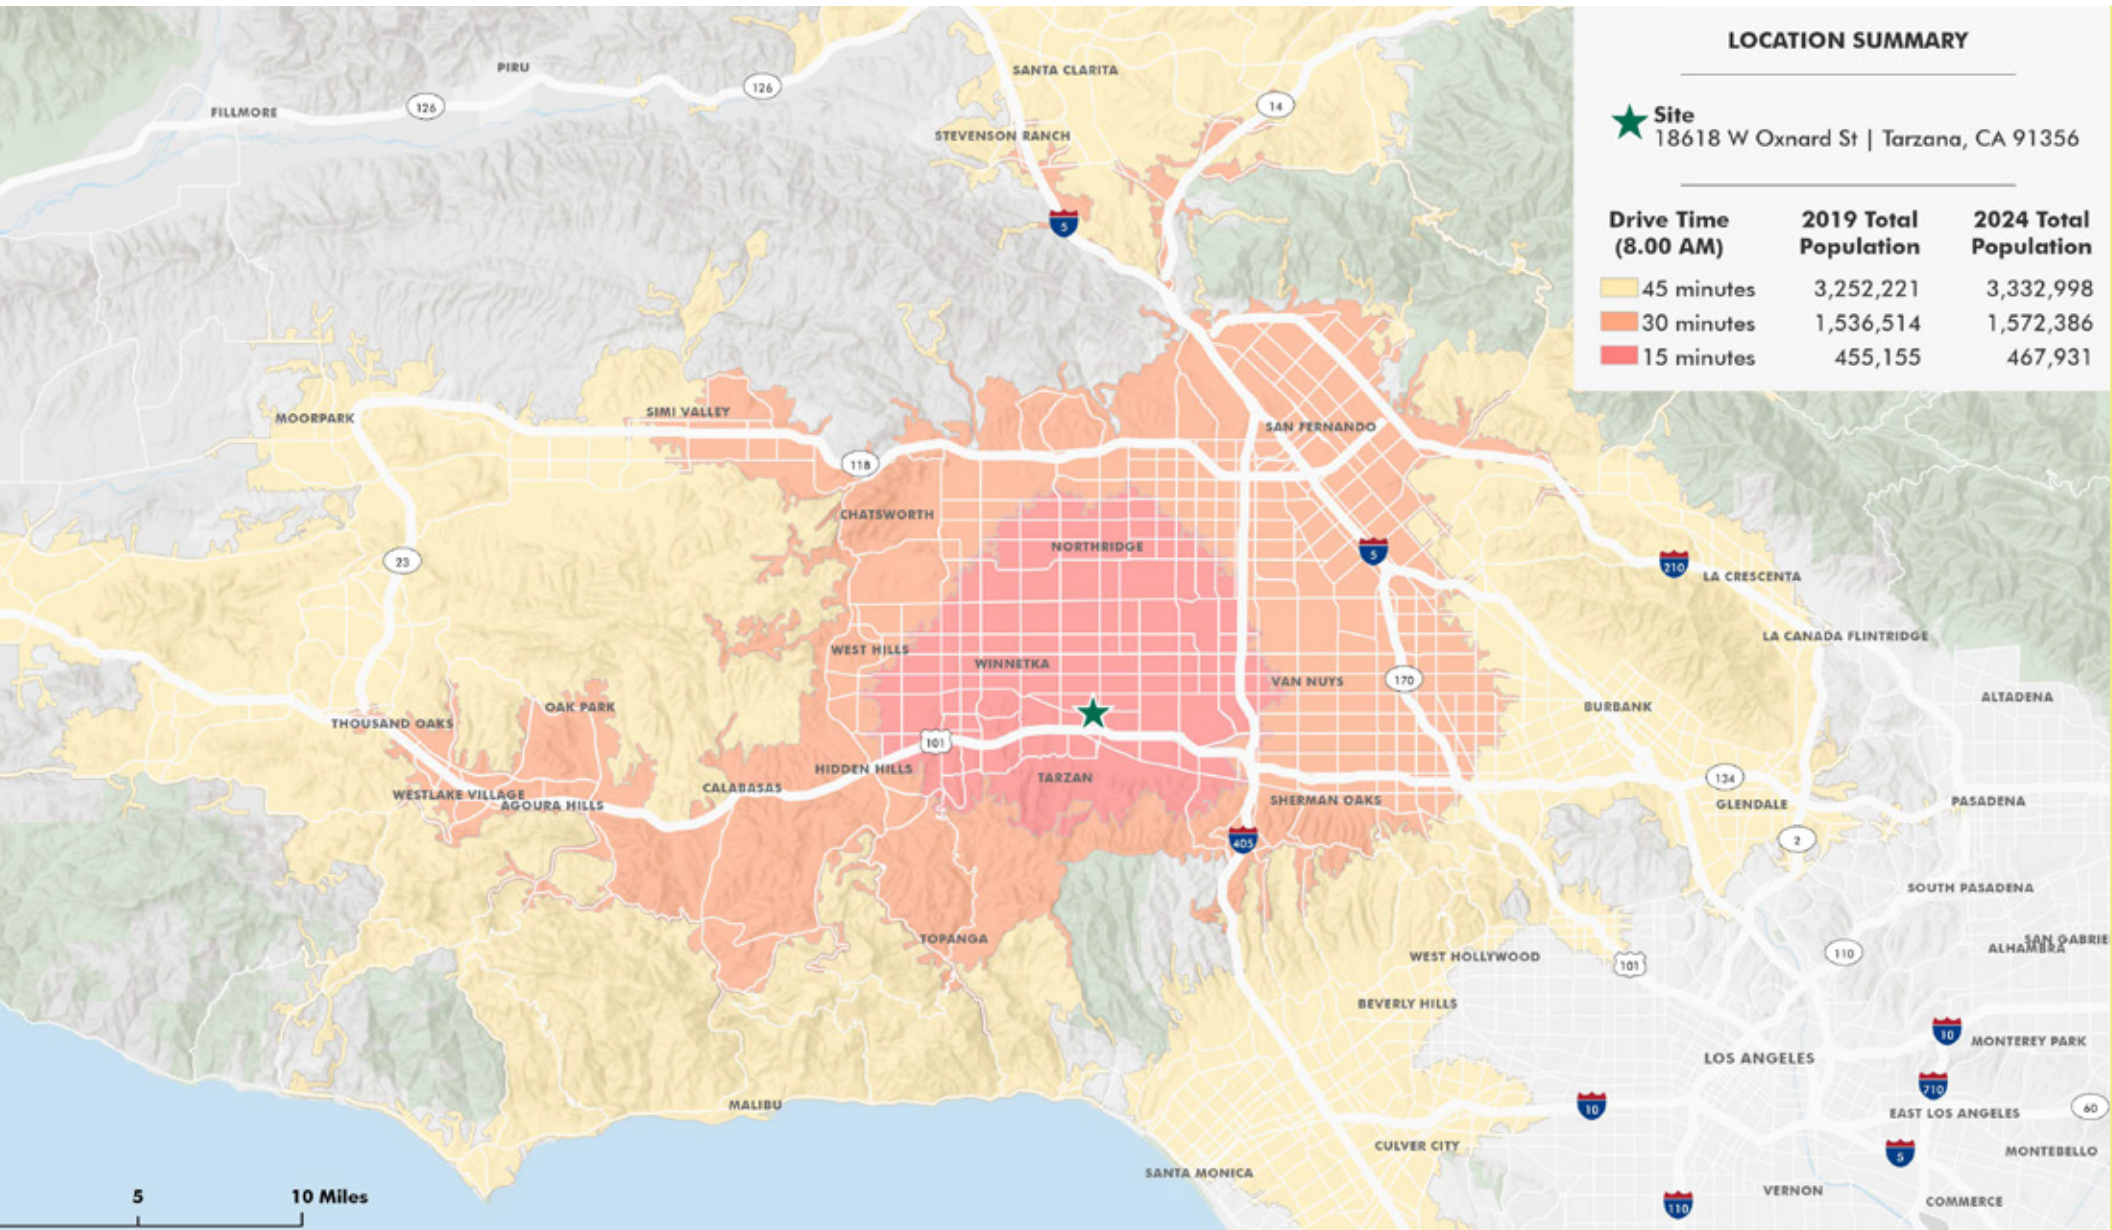 LOCATION SUMMARY
Site
18618 W Oxnard St | Tarzana, CA 91356
Drive Time (8.00 AM) 2019 Total Population 2024 Total Population
45 minutes 3,252,221 3,332,998
30 minutes 1,536,514 1,572,386
15 minutes 455,155 467,931
PIRU
SANTA CLARITA
126
126
14
FILLMORE
STEVENSON RANCH
5
SIMI VALLEY
MOORPARK
SAN FERNANDO
118
CHATSWORTH
NORTHRIDGE
5
23
210
LA CRESCENTA
LA CANADA FLINTRIDGE
WEST HILLS
WINNETKA
VAN NUYS
170
ALTADENA
OAK PARK
BURBANK
THOUSAND OAKS
101
HIDDEN HILLS
TARZAN
134
CALABASAS
WESTLAKE VILLAGE
AGOURA HILLS
SHERMAN OAKS
GLENDALE
PASADENA
405
2
SOUTH PASADENA
TOPANGA
SAN GABRIE
ALHAMBRA
WEST HOLLYWOOD
101
110
BEVERLY HILLS
10
MONTEREY PARK
LOS ANGELES
710
MALIBU
10
EAST LOS ANGELES
60
CULVER CITY
5
MONTEBELLO
SANTA MONICA
VERNON
110
COMMERCE
5 10 Miles